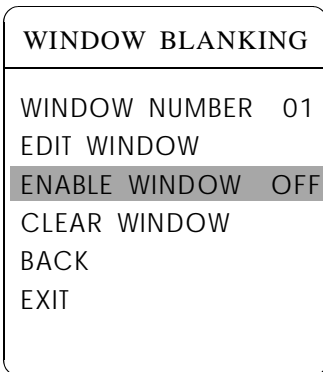 WINDOW BLANKING
WINDOW NUMBER 01
EDIT WINDOW
ENABLE WINDOW OFF
CLEAR WINDOW
BACK
EXIT